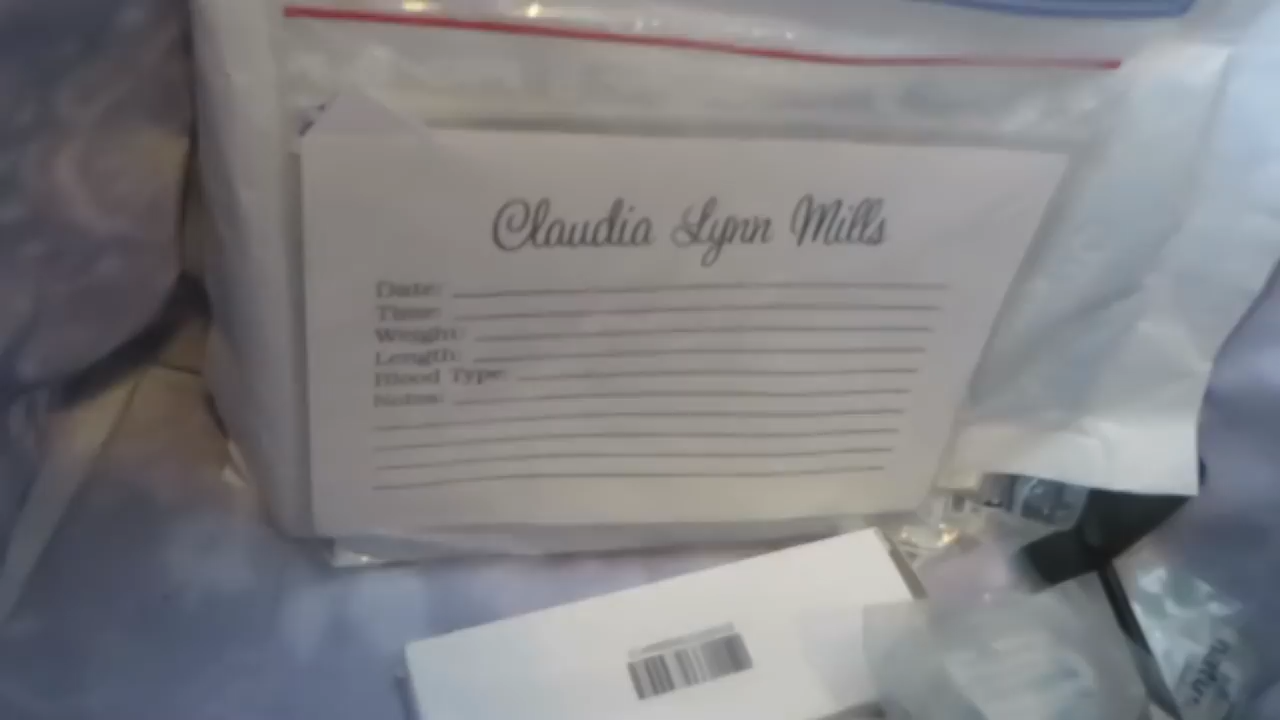 Claudia Lynn Mills
Date:
Time:
Weight:
Length:
Blood Type:
Notes: